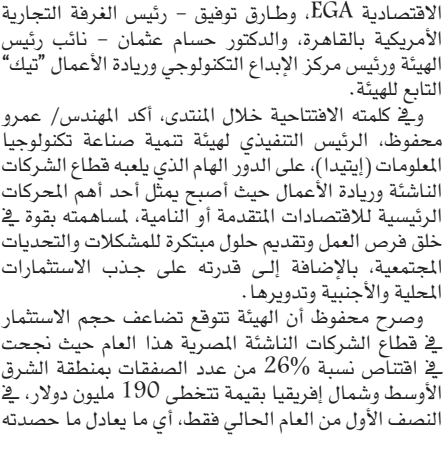 الاقتصادية EGA، وطارق توفيق – رئيس الغرفة التجارية
الأمريكية بالقاهرة، والدكتور حسام عثمان – نائب رئيس
الهيئة ورئيس مركز الإبداع التكنولوجي وريادة الأعمال “تيك”
التابع للهيئة.
وفي كلمته الافتتاحية خلال المنتدى، أكد المهندس/ عمرو
محفوظ، الرئيس التنفيذي لهيئة تنمية صناعة تكنولوجيا
المعلومات (إيتيدا)، على الدور الهام الذي يلعبه قطاع الشركات
الناشئة وريادة الأعمال حيث أصبح يمثل أحد أهم المحركات
الرئيسية للاقتصادات المتقدمة أو النامية، لمساهمته بقوة في
خلق فرص العمل وتقديم حلول مبتكرة للمشكلات والتحديات
المجتمعية، بالإضافة إلى قدرته على جذب الاستثمارات
المحلية والأجنبية وتدويرها.
وصرح محفوظ أن الهيئة تتوقع تضاعف حجم الاستثمار
في قطاع الشركات الناشئة المصرية هذا العام حيث نجحت
في اقتناص نسبة 26% من عدد الصفقات بمنطقة الشرق
الأوسط وشمال إفريقيا بقيمة تتخطى 190 مليون دولار، في
النصف الأول من العام الحالي فقط، أي ما يعادل ما حصدته